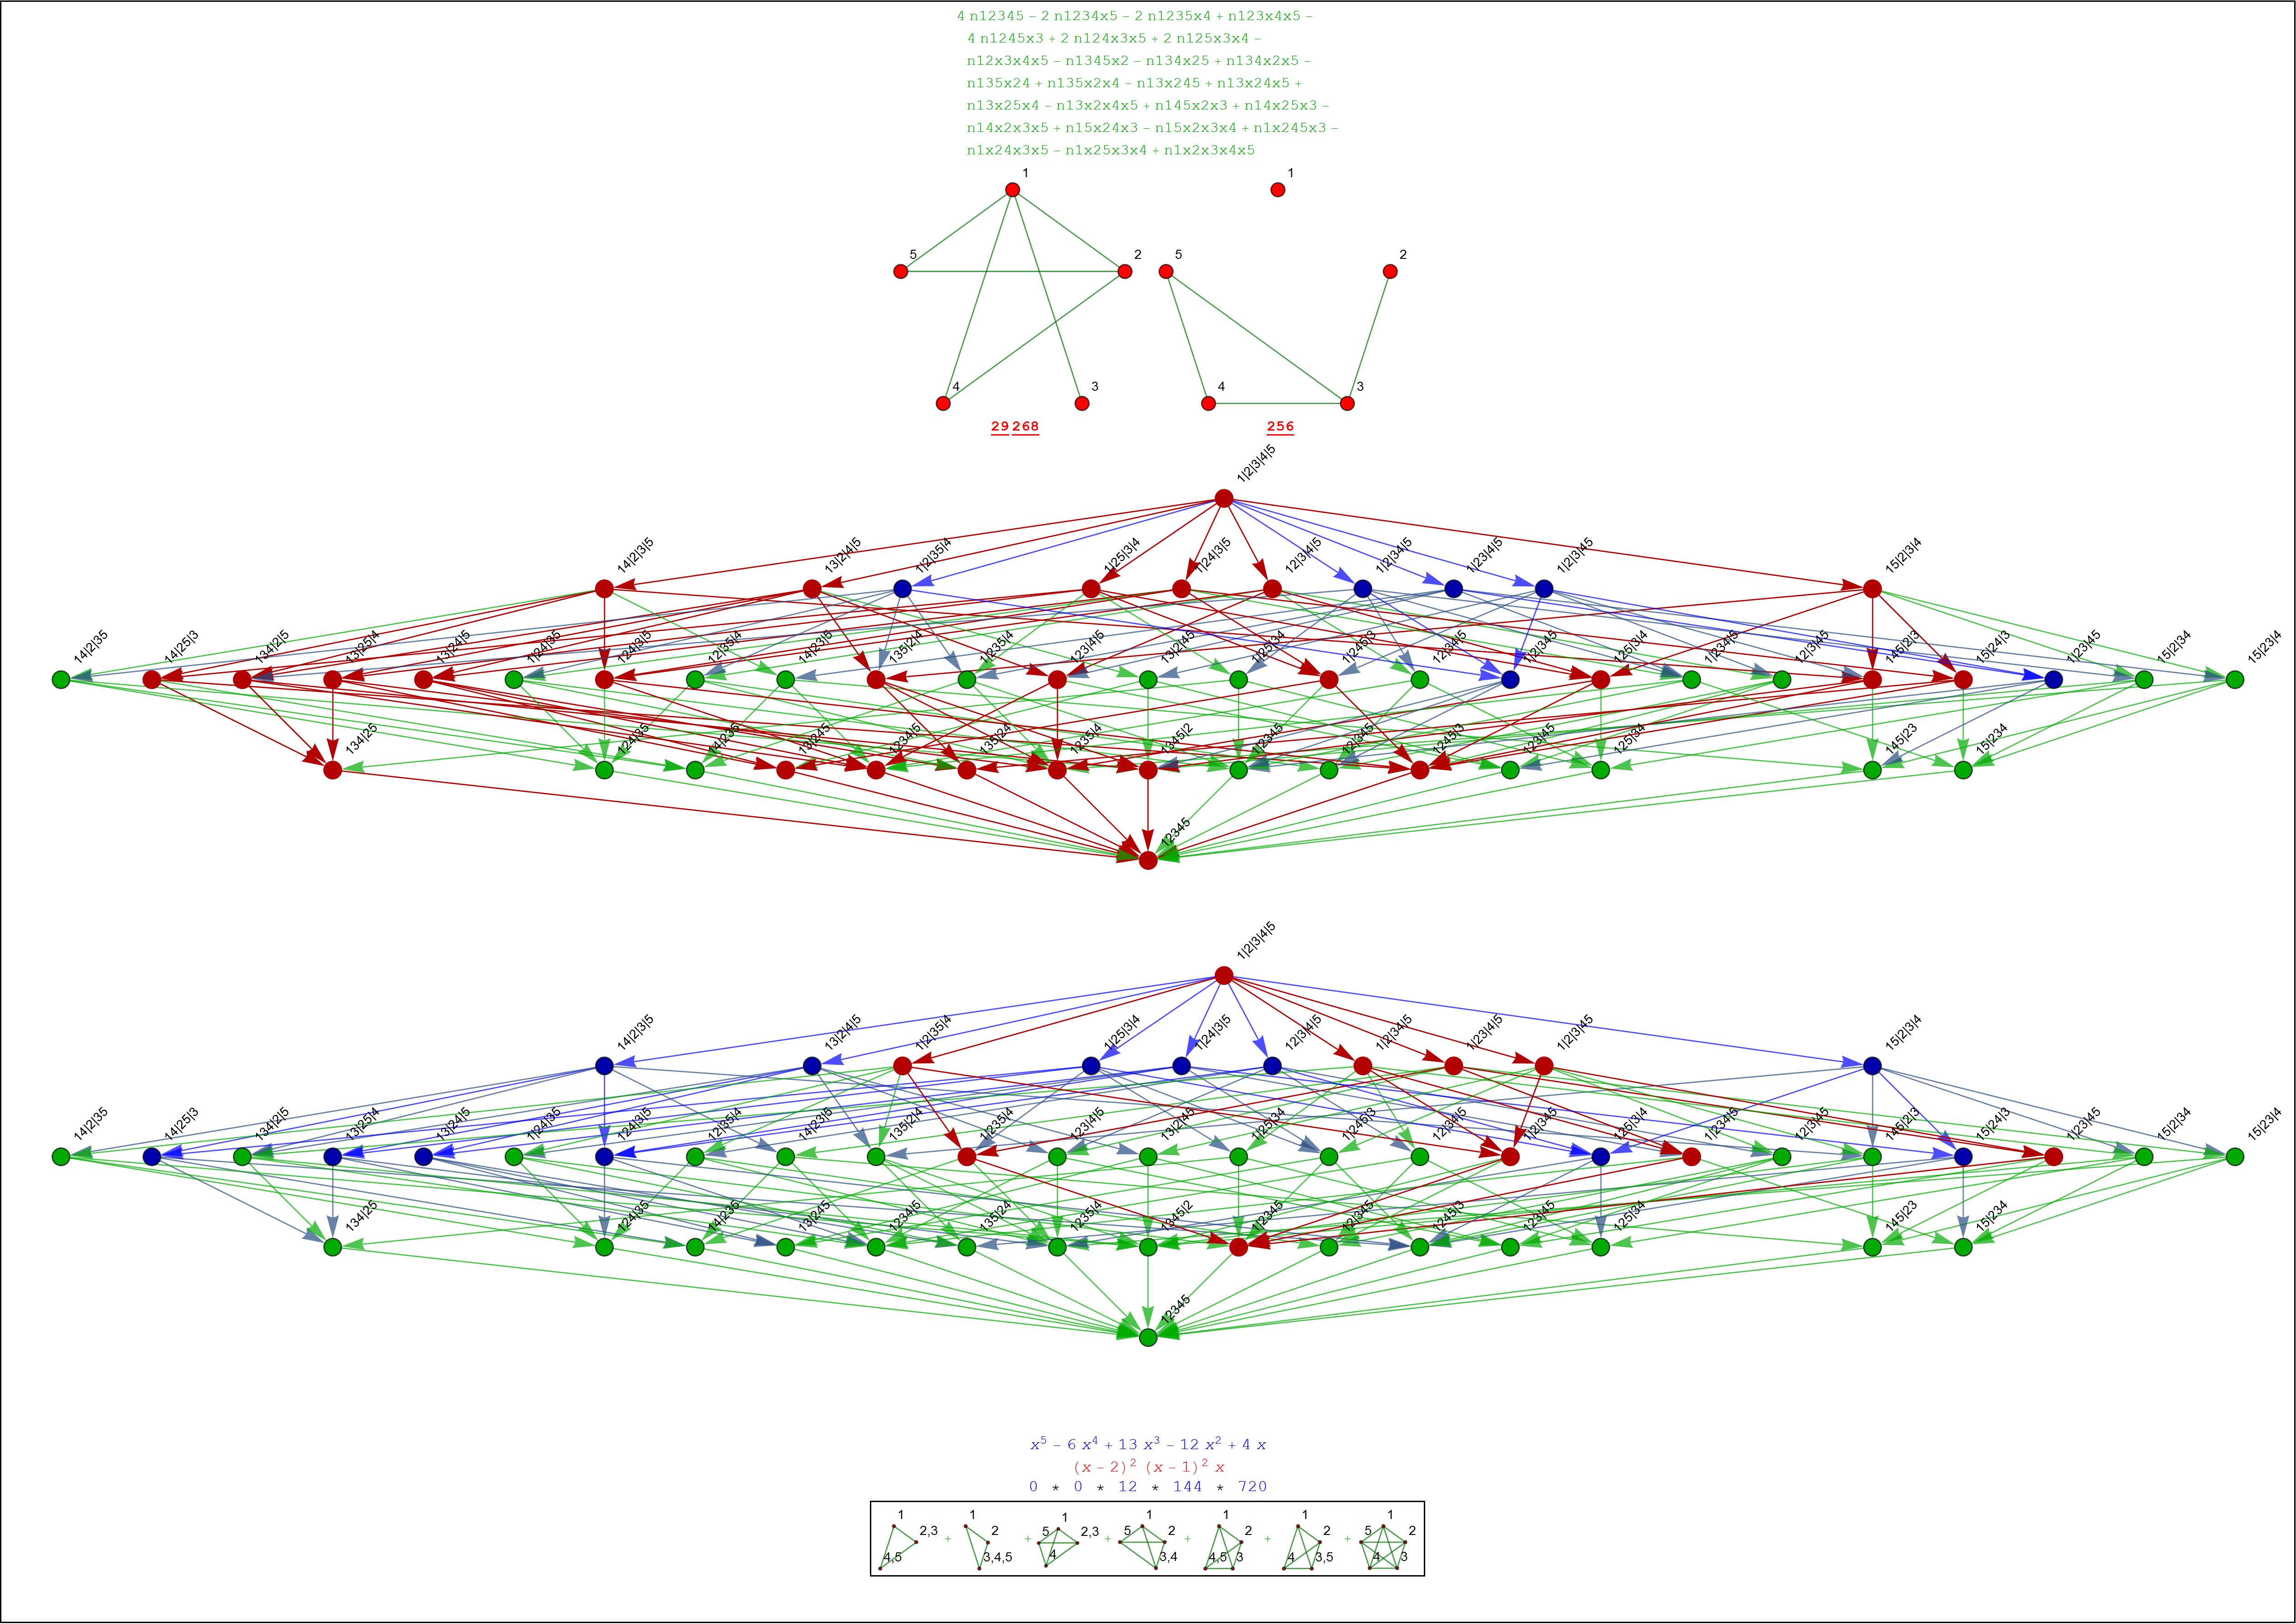 4 n12345 – 2 n1234x5 – 2 n1235x4 + n123x4x5 –
4 n1245x3 + 2 n124x3x5 + 2 n125x3x4 –
n12x3x4x5 – n1345x2 – n134x25 + n134x2x5 –
n135x24 + n135x2x4 – n13x245 + n13x24x5 +
n13x25x4 – n13x2x4x5 + n145x2x3 + n14x25x3 –
n14x2x3x5 + n15x24x3 – n15x2x3x4 + n1x245x3 –
n1x24x3x5 – n1x25x3x4 + n1x2x3x4x5
1 1
5 2 5 2
4 3 4 3
29 268 256
1|2|3|4|5
14|2|3|5 13|2|4|5 1|2|35|4 1|25|3|4 1|24|3|5 12|3|4|5 1|2|34|5 1|23|4|5 1|2|3|45 15|2|3|4
14|2|35 14|25|3 134|2|5 13|25|4 13|24|5 1|24|35 124|3|5 12|35|4 14|23|5 135|2|4 1|235|4 123|4|5 13|2|45 1|25|34 1|245|3 12|34|5 1|2|345 125|3|4 1|234|5 12|3|45 145|2|3 15|24|3 1|23|45 15|2|34 15|23|4
134|25 124|35 14|235 13|245 1234|5 135|24 1235|4 1345|2 1|2345 12|345 1245|3 123|45 125|34 145|23 15|234
12345
1|2|3|4|5
14|2|3|5 13|2|4|5 1|2|35|4 1|25|3|4 1|24|3|5 12|3|4|5 1|2|34|5 1|23|4|5 1|2|3|45 15|2|3|4
14|2|35 14|25|3 134|2|5 13|25|4 13|24|5 1|24|35 124|3|5 12|35|4 14|23|5 135|2|4 1|235|4 123|4|5 13|2|45 1|25|34 1|245|3 12|34|5 1|2|345 125|3|4 1|234|5 12|3|45 145|2|3 15|24|3 1|23|45 15|2|34 15|23|4
134|25 124|35 14|235 13|245 1234|5 135|24 1235|4 1345|2 1|2345 12|345 1245|3 123|45 125|34 145|23 15|234
12345
x⁵ – 6 x⁴ + 13 x³ – 12 x² + 4 x
(x – 2)² (x – 1)² x
0 * 0 * 12 * 144 * 720
1 2,3 4,5 + 1 2 3,4,5 + 1 5 2,3 4 + 1 5 2 3,4 + 1 2 4,5 3 + 1 2 4 3,5 + 1 5 2 4 3